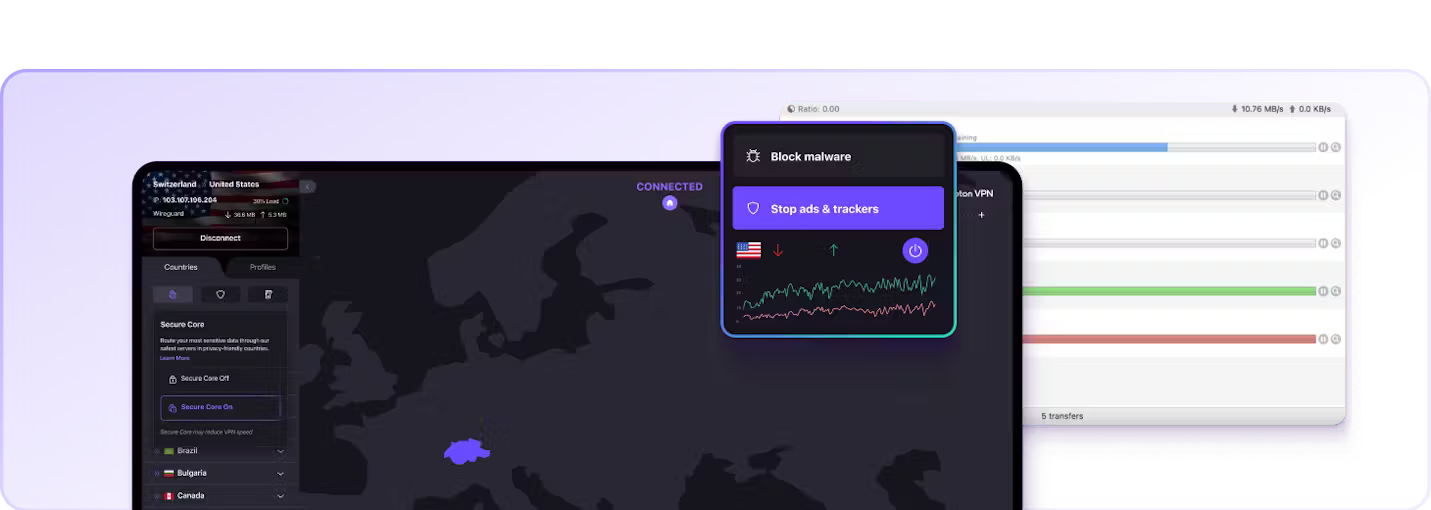 Ratio: 0.00
10.76 MB/s 0.0 KB/s
MB/s, UL: 0.0 KB/s
5 transfers
Block malware
Stop ads & trackers
CONNECTED
Switzerland United States
IP: 103.107.196.204
38% Load
Wireguard
36.6 MB 5.3 MB
Disconnect
Countries Profiles
Secure Core
Route your most sensitive data through our
safest servers in privacy-friendly countries.
Learn More
Secure Core Off
Secure Core On
Secure Core may reduce VPN speed
Brazil
Bulgaria
Canada
oton VPN
+